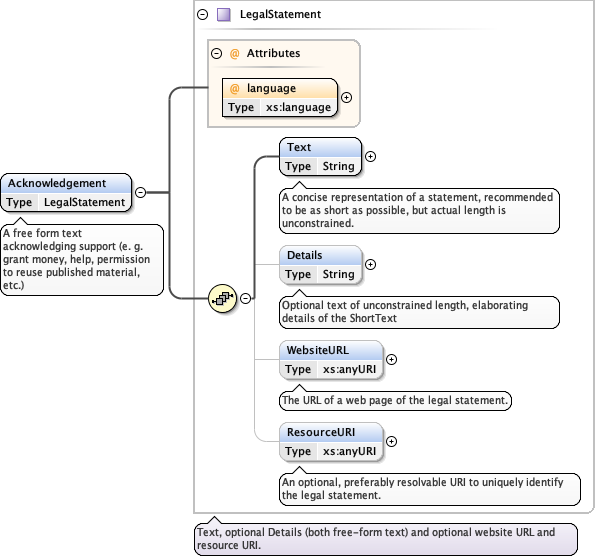 LegalStatement
@ Attributes
@ language
Type xs:language
Text
Type String
A concise representation of a statement, recommended
to be as short as possible, but actual length is
unconstrained.
Acknowledgement
Type LegalStatement
A free form text
acknowledging support (e. g.
grant money, help, permission
to reuse published material,
etc.)
Details
Type String
Optional text of unconstrained length, elaborating
details of the ShortText
WebsiteURL
Type xs:anyURI
The URL of a web page of the legal statement.
ResourceURI
Type xs:anyURI
An optional, preferably resolvable URI to uniquely identify
the legal statement.
Text, optional Details (both free-form text) and optional website URL and
resource URI.